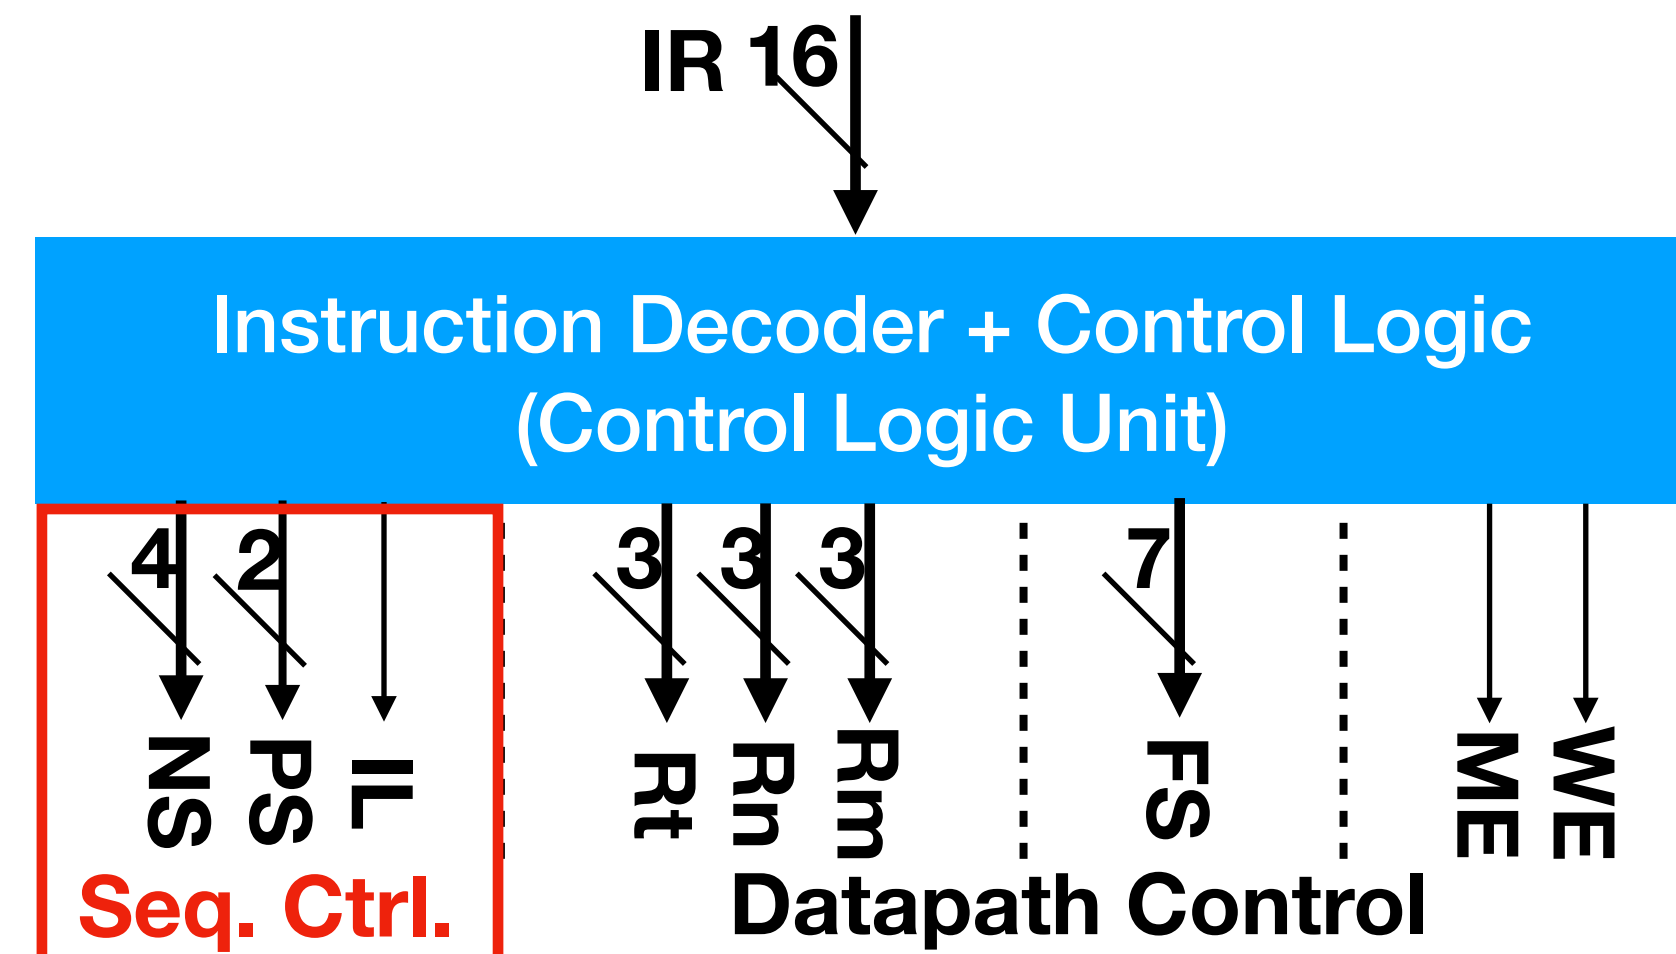 IR 16
Instruction Decoder + Control Logic
(Control Logic Unit)
4 2 3 3 3 7
NS PS IL Rt Rn Rm FS ME WE
Seq. Ctrl. Datapath Control